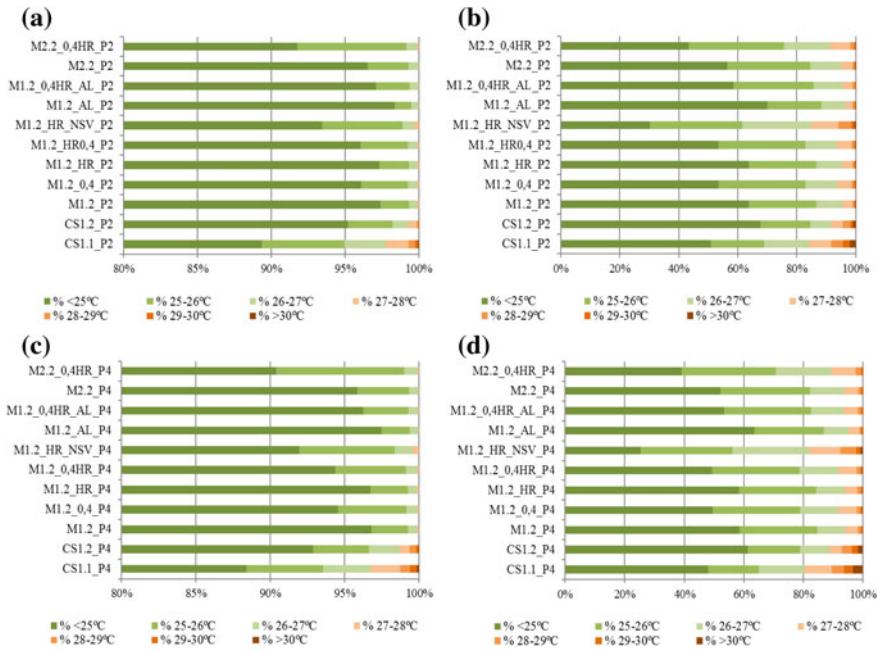 (a)
M2.2_0,4HR_P2
M2.2_P2
M1.2_0,4HR_AL_P2
M1.2_AL_P2
M1.2_HR_NSV_P2
M1.2_HR0,4_P2
M1.2_HR_P2
M1.2_0,4_P2
M1.2_P2
CS1.2_P2
CS1.1_P2
80% 85% 90% 95% 100%
% <25ºC % 25-26ºC % 26-27ºC % 27-28ºC
% 28-29ºC % 29-30ºC % >30ºC
(b)
M2.2_0,4HR_P2
M2.2_P2
M1.2_0,4HR_AL_P2
M1.2_AL_P2
M1.2_HR_NSV_P2
M1.2_HR0,4_P2
M1.2_HR_P2
M1.2_0,4_P2
M1.2_P2
CS1.2_P2
CS1.1_P2
0% 20% 40% 60% 80% 100%
% <25ºC % 25-26ºC % 26-27ºC % 27-28ºC
% 28-29ºC % 29-30ºC % >30ºC
(c)
M2.2_0,4HR_P4
M2.2_P4
M1.2_0,4HR_AL_P4
M1.2_AL_P4
M1.2_HR_NSV_P4
M1.2_0,4HR_P4
M1.2_HR_P4
M1.2_0,4_P4
M1.2_P4
CS1.2_P4
CS1.1_P4
80% 85% 90% 95% 100%
% <25ºC % 25-26ºC % 26-27ºC % 27-28ºC
% 28-29ºC % 29-30ºC % >30ºC
(d)
M2.2_0,4HR_P4
M2.2_P4
M1.2_0,4HR_AL_P4
M1.2_AL_P4
M1.2_HR_NSV_P4
M1.2_0,4HR_P4
M1.2_HR_P4
M1.2_0,4_P4
M1.2_P4
CS1.2_P4
CS1.1_P4
0% 20% 40% 60% 80% 100%
% <25ºC % 25-26ºC % 26-27ºC % 27-28ºC
% 28-29ºC % 29-30ºC % >30ºC